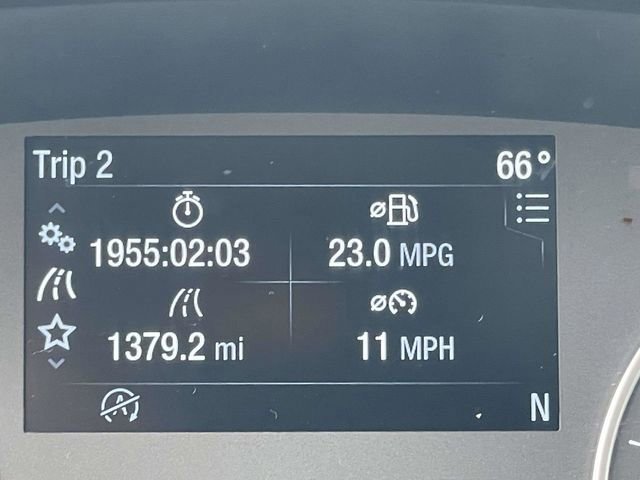 Trip 2
66°
1955:02:03
23.0 MPG
1379.2 mi
11 MPH
A
N